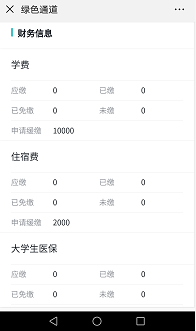 绿色通道
财务信息
学费
应缴 0 已缴 0
已免缴 0 未缴 0
申请缓缴 10000
住宿费
应缴 0 已缴 0
已免缴 0 未缴 0
申请缓缴 2000
大学生医保
应缴 0 已缴 0
已免缴 0 未缴 0